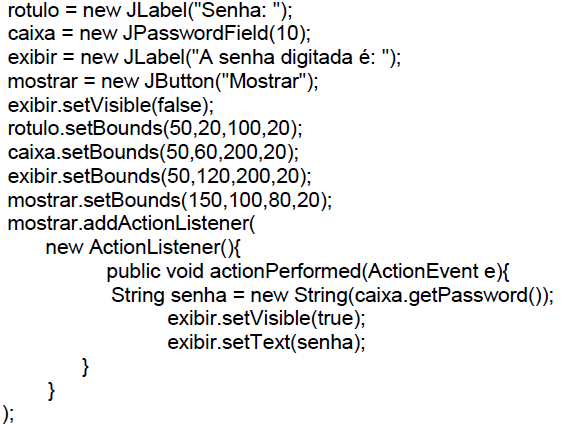 rotulo = new JLabel("Senha: ");
caixa = new JPasswordField(10);
exibir = new JLabel("A senha digitada é: ");
mostrar = new JButton("Mostrar");
exibir.setVisible(false);
rotulo.setBounds(50,20,100,20);
caixa.setBounds(50,60,200,20);
exibir.setBounds(50,120,200,20);
mostrar.setBounds(150,100,80,20);
mostrar.addActionListener(
new ActionListener(){
public void actionPerformed(ActionEvent e){
String senha = new String(caixa.getPassword());
exibir.setVisible(true);
exibir.setText(senha);
}
}
);